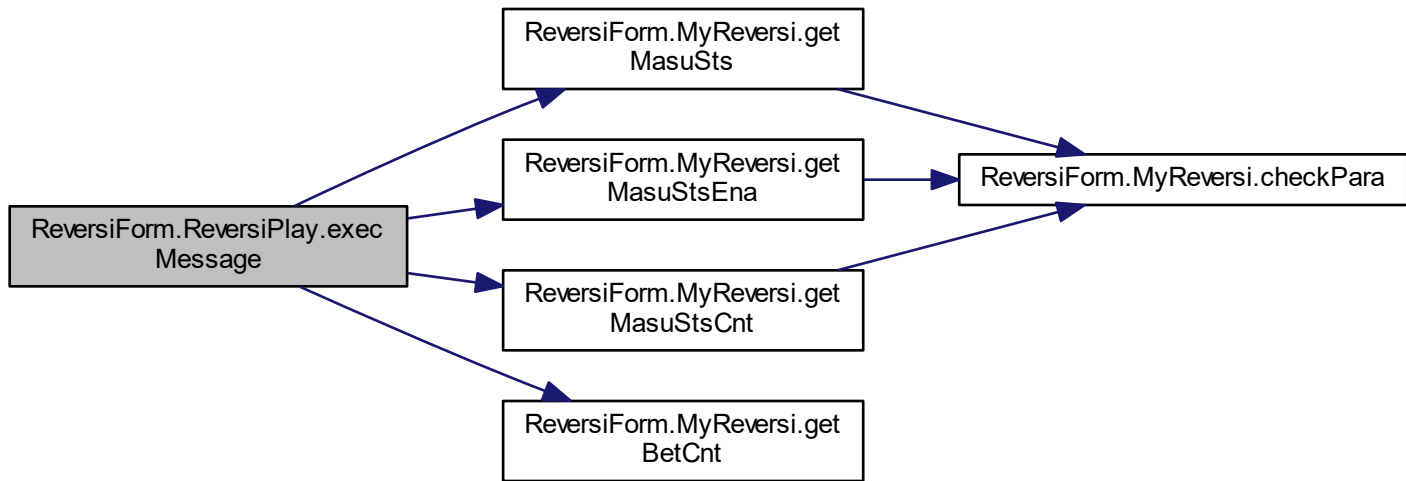 ReversiForm.ReversiPlay.exec
Message
ReversiForm.MyReversi.get
MasuSts
ReversiForm.MyReversi.get
MasuStsEna
ReversiForm.MyReversi.get
MasuStsCnt
ReversiForm.MyReversi.get
BetCnt
ReversiForm.MyReversi.checkPara